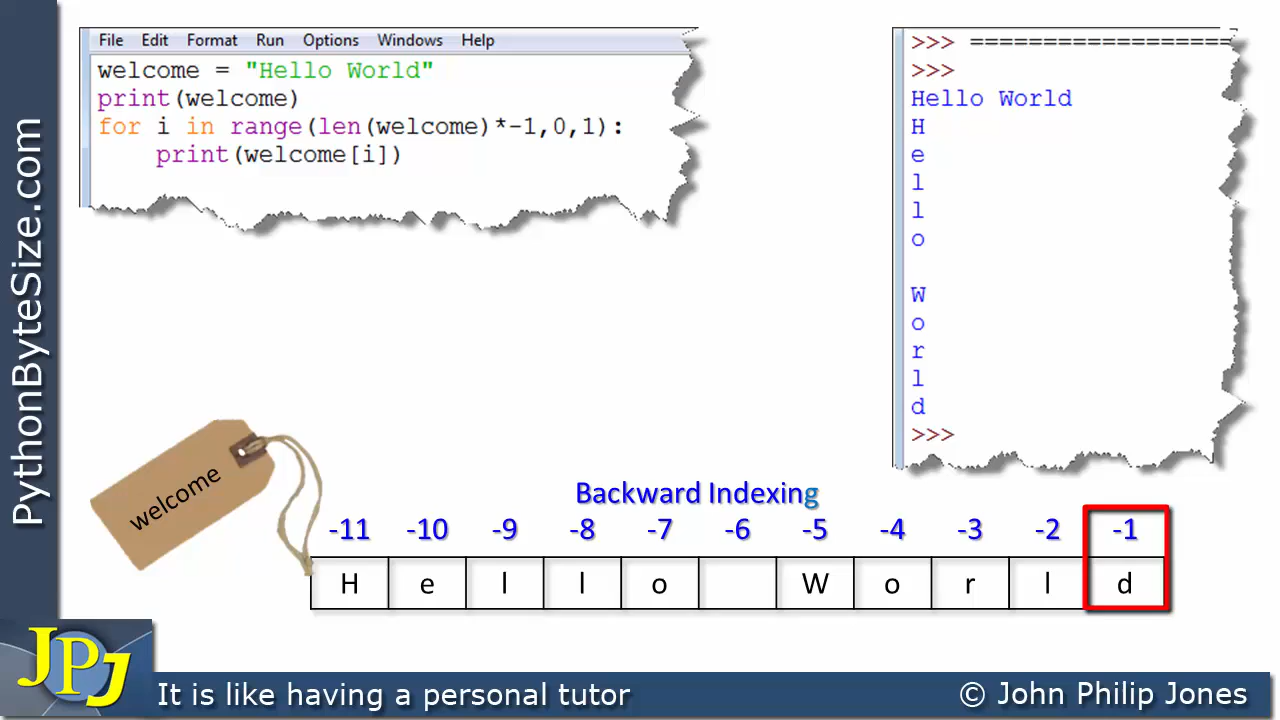 PythonByteSize.com
File Edit Format Run Options Windows Help
welcome = "Hello World"
print(welcome)
for i in range(len(welcome)*-1,0,1):
    print(welcome[i])
>>> ==================
>>>
Hello World
H
e
l
l
o
W
o
r
l
d
>>>
welcome
Backward Indexing
-11 -10 -9 -8 -7 -6 -5 -4 -3 -2 -1
H e l l o W o r l d
JPJ
It is like having a personal tutor
© John Philip Jones